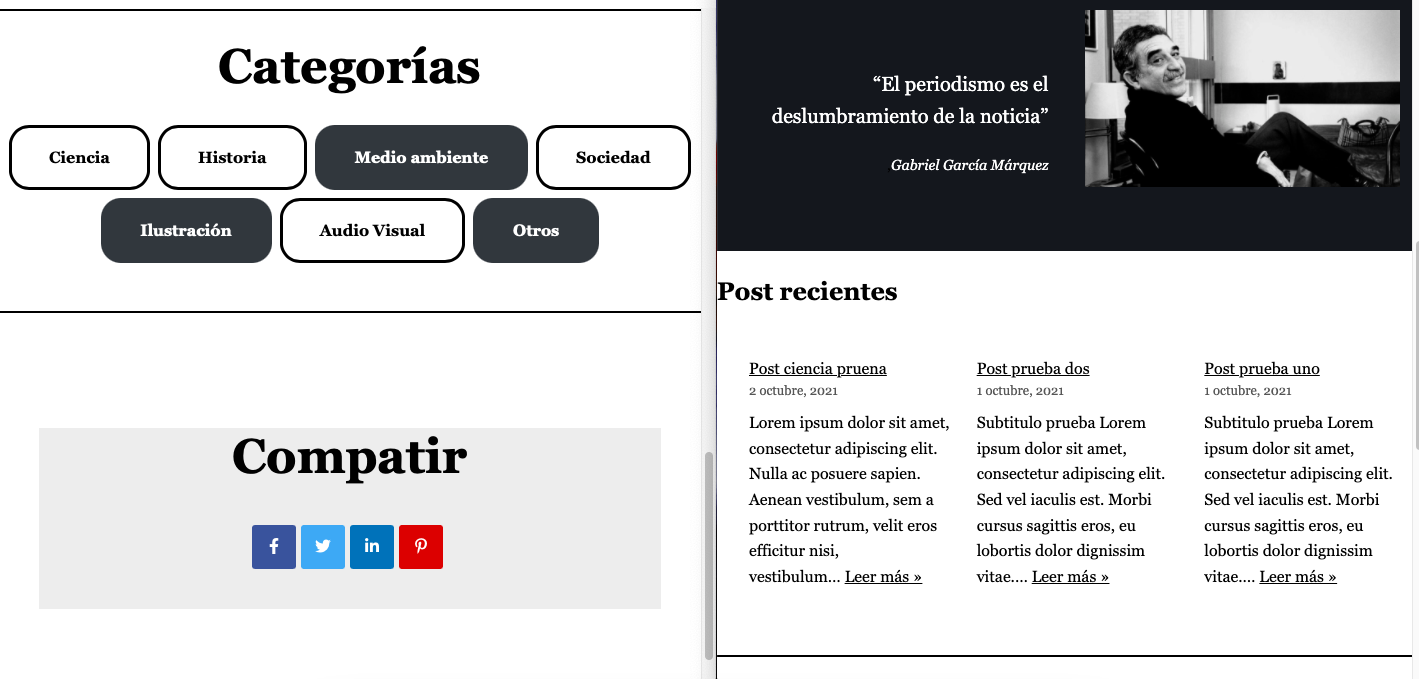 Categorías
Ciencia
Historia
Medio ambiente
Sociedad
Ilustración
Audio Visual
Otros
Compatir
“El periodismo es el
deslumbramiento de la noticia”
Gabriel García Márquez
Post recientes
Post ciencia pruena
2 octubre, 2021
Lorem ipsum dolor sit amet,
consectetur adipiscing elit.
Nulla ac posuere sapien.
Aenean vestibulum, sem a
porttitor rutrum, velit eros
efficitur nisi,
vestibulum... Leer más »
Post prueba dos
1 octubre, 2021
Subtitulo prueba Lorem
ipsum dolor sit amet,
consectetur adipiscing elit.
Sed vel iaculis est. Morbi
cursus sagittis eros, eu
lobortis dolor dignissim
vitae.... Leer más »
Post prueba uno
1 octubre, 2021
Subtitulo prueba Lorem
ipsum dolor sit amet,
consectetur adipiscing elit.
Sed vel iaculis est. Morbi
cursus sagittis eros, eu
lobortis dolor dignissim
vitae.... Leer más »